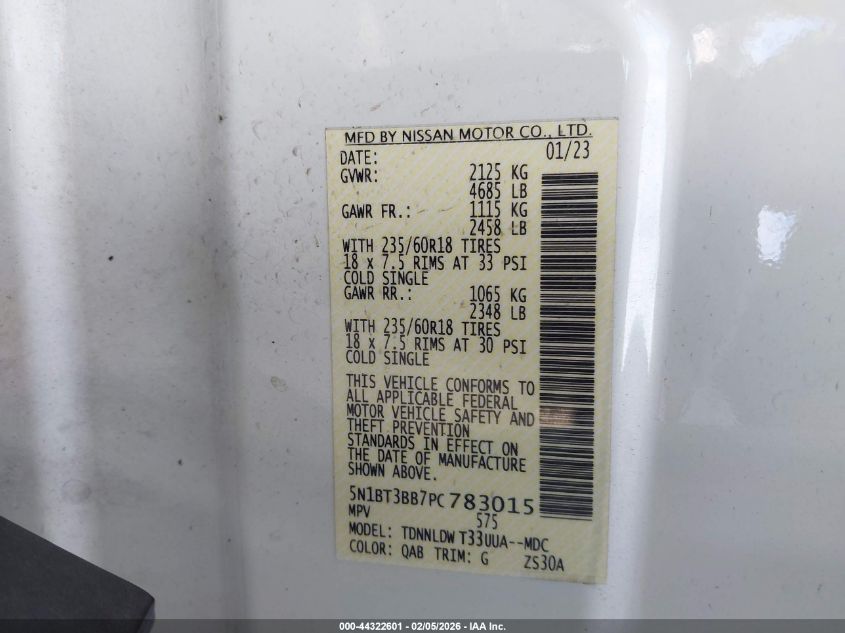 MFD BY NISSAN MOTOR CO., LTD.
DATE: 01/23
GVWR: 2125 KG
4685 LB
GAWR FR.: 1115 KG
2458 LB
WITH 235/60R18 TIRES
18 x 7.5 RIMS AT 33 PSI
COLD SINGLE
GAWR RR.: 1065 KG
2348 LB
WITH 235/60R18 TIRES
18 x 7.5 RIMS AT 30 PSI
COLD SINGLE
THIS VEHICLE CONFORMS TO
ALL APPLICABLE FEDERAL
MOTOR VEHICLE SAFETY AND
THEFT PREVENTION
STANDARDS IN EFFECT ON
THE DATE OF MANUFACTURE
SHOWN ABOVE.
5N1BT3BB7PC783015
MPV 575
MODEL: TDNNLDW T33UUA--MDC
COLOR: QAB TRIM: G ZS30A
000-44322601 - 02/05/2026 - IAA Inc.